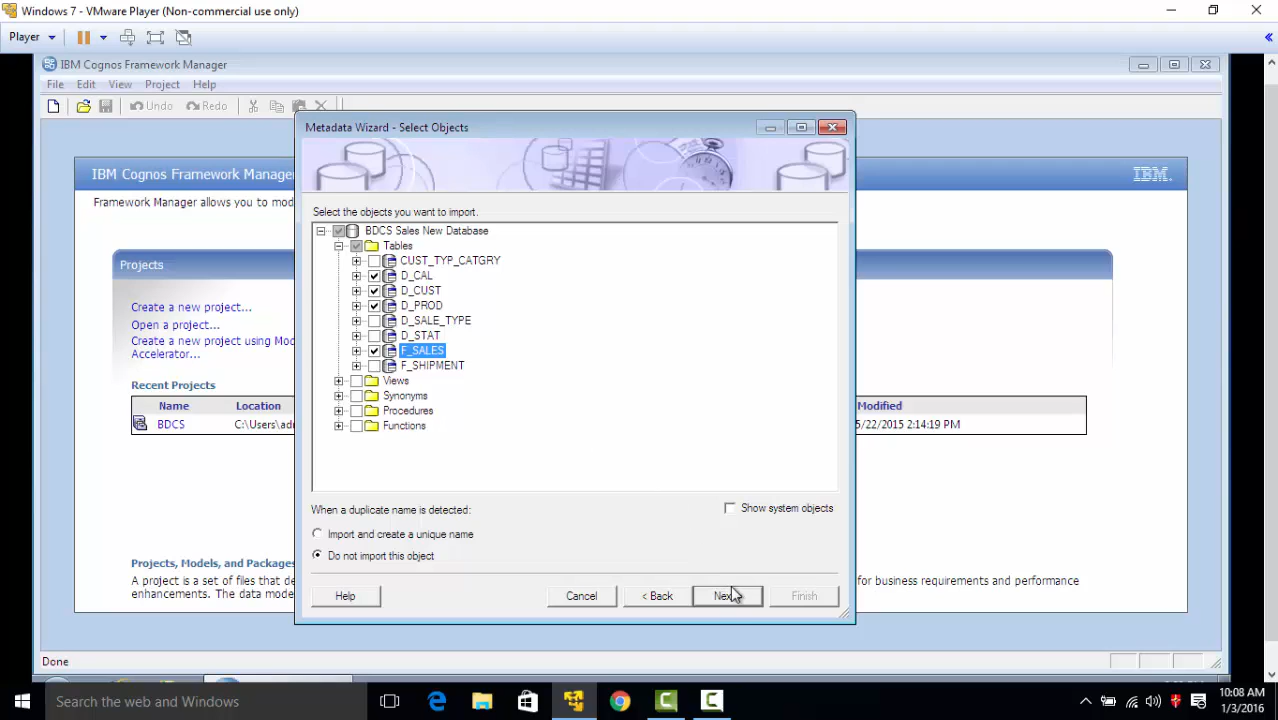 Windows 7 - VMware Player (Non-commercial use only)
Player
IBM Cognos Framework Manager
File Edit View Project Help
Undo Redo
Metadata Wizard - Select Objects
IBM Cognos Framework Manager
IBM.
Framework Manager allows you to mod
Select the objects you want to import.
BDCS Sales New Database
Tables
CUST_TYP_CATGRY
D_CAL
D_CUST
D_PROD
D_SALE_TYPE
D_STAT
F_SALES
F_SHIPMENT
Views
Synonyms
Procedures
Functions
Projects
Create a new project...
Open a project...
Create a new project using Mod
Accelerator...
Recent Projects
Name Location Modified
BDCS C:\Users\adr 5/22/2015 2:14:19 PM
When a duplicate name is detected:
Show system objects
Import and create a unique name
Do not import this object
Projects, Models, and Packages
A project is a set of files that de for business requirements and performance
enhancements. The data mode
Help Cancel < Back Next Finish
Done
Search the web and Windows
10:08 AM
1/3/2016